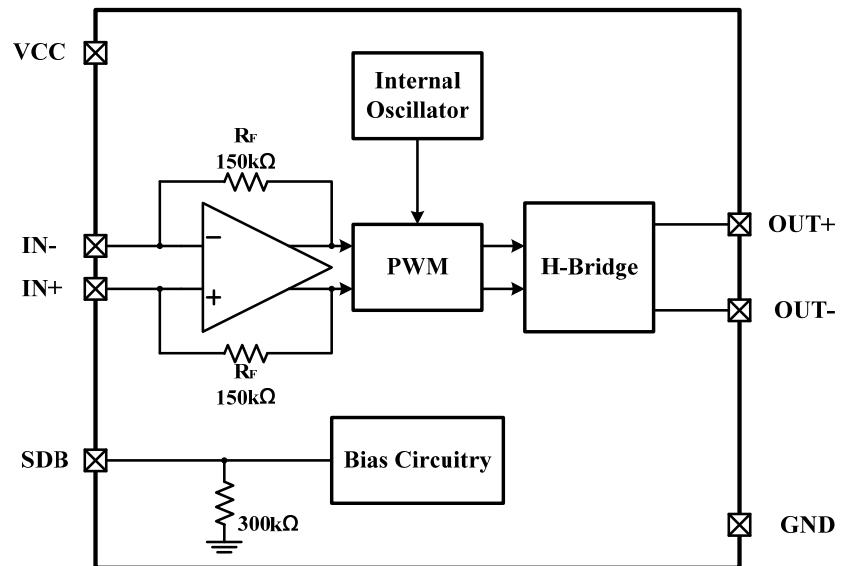 VCC
Internal
Oscillator
RF
150kΩ
IN-
IN+
−
+
PWM
H-Bridge
OUT+
OUT-
RF
150kΩ
SDB
Bias Circuitry
300kΩ
GND